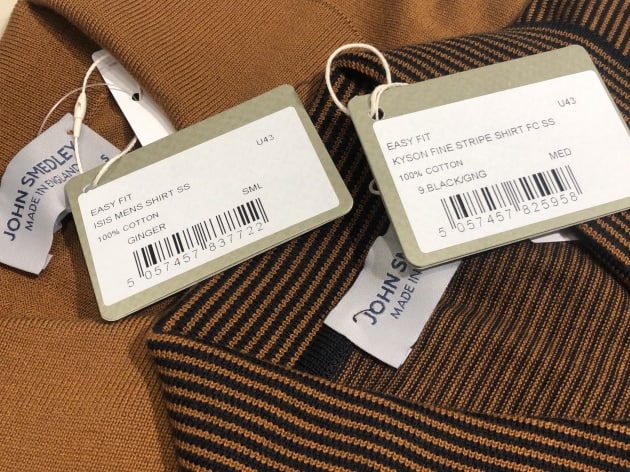 JOHN SMEDLEY
MADE IN ENGLAND
S
U43
EASY FIT
ISIS MENS SHIRT SS
100% COTTON
SML
GINGER
5 057457 837722
U43
EASY FIT
KYSON FINE STRIPE SHIRT FC SS
100% COTTON
MED
9.BLACK/GNG
5 057457 825958
JOHN
MADE IN